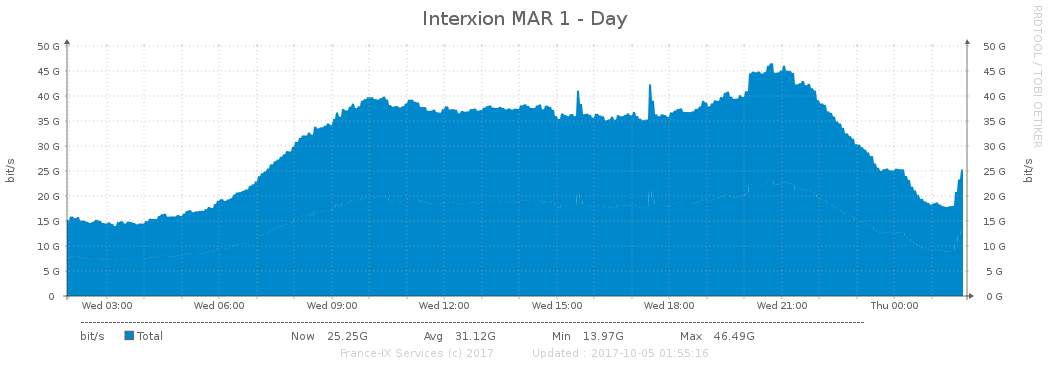 Interxion MAR 1 - Day
RRDTOOL / TOBI OETIKER
50 G 50 G
45 G 45 G
40 G 40 G
35 G 35 G
30 G 30 G
25 G 25 G
20 G 20 G
15 G 15 G
10 G 10 G
5 G 5 G
0 0 G
bit/s
bit/s
Wed 03:00 Wed 06:00 Wed 09:00 Wed 12:00 Wed 15:00 Wed 18:00 Wed 21:00 Thu 00:00
bit/s Total Now 25.25G Avg 31.12G Min 13.97G Max 46.49G
France-IX Services (c) 2017 Updated : 2017-10-05 01:55:16